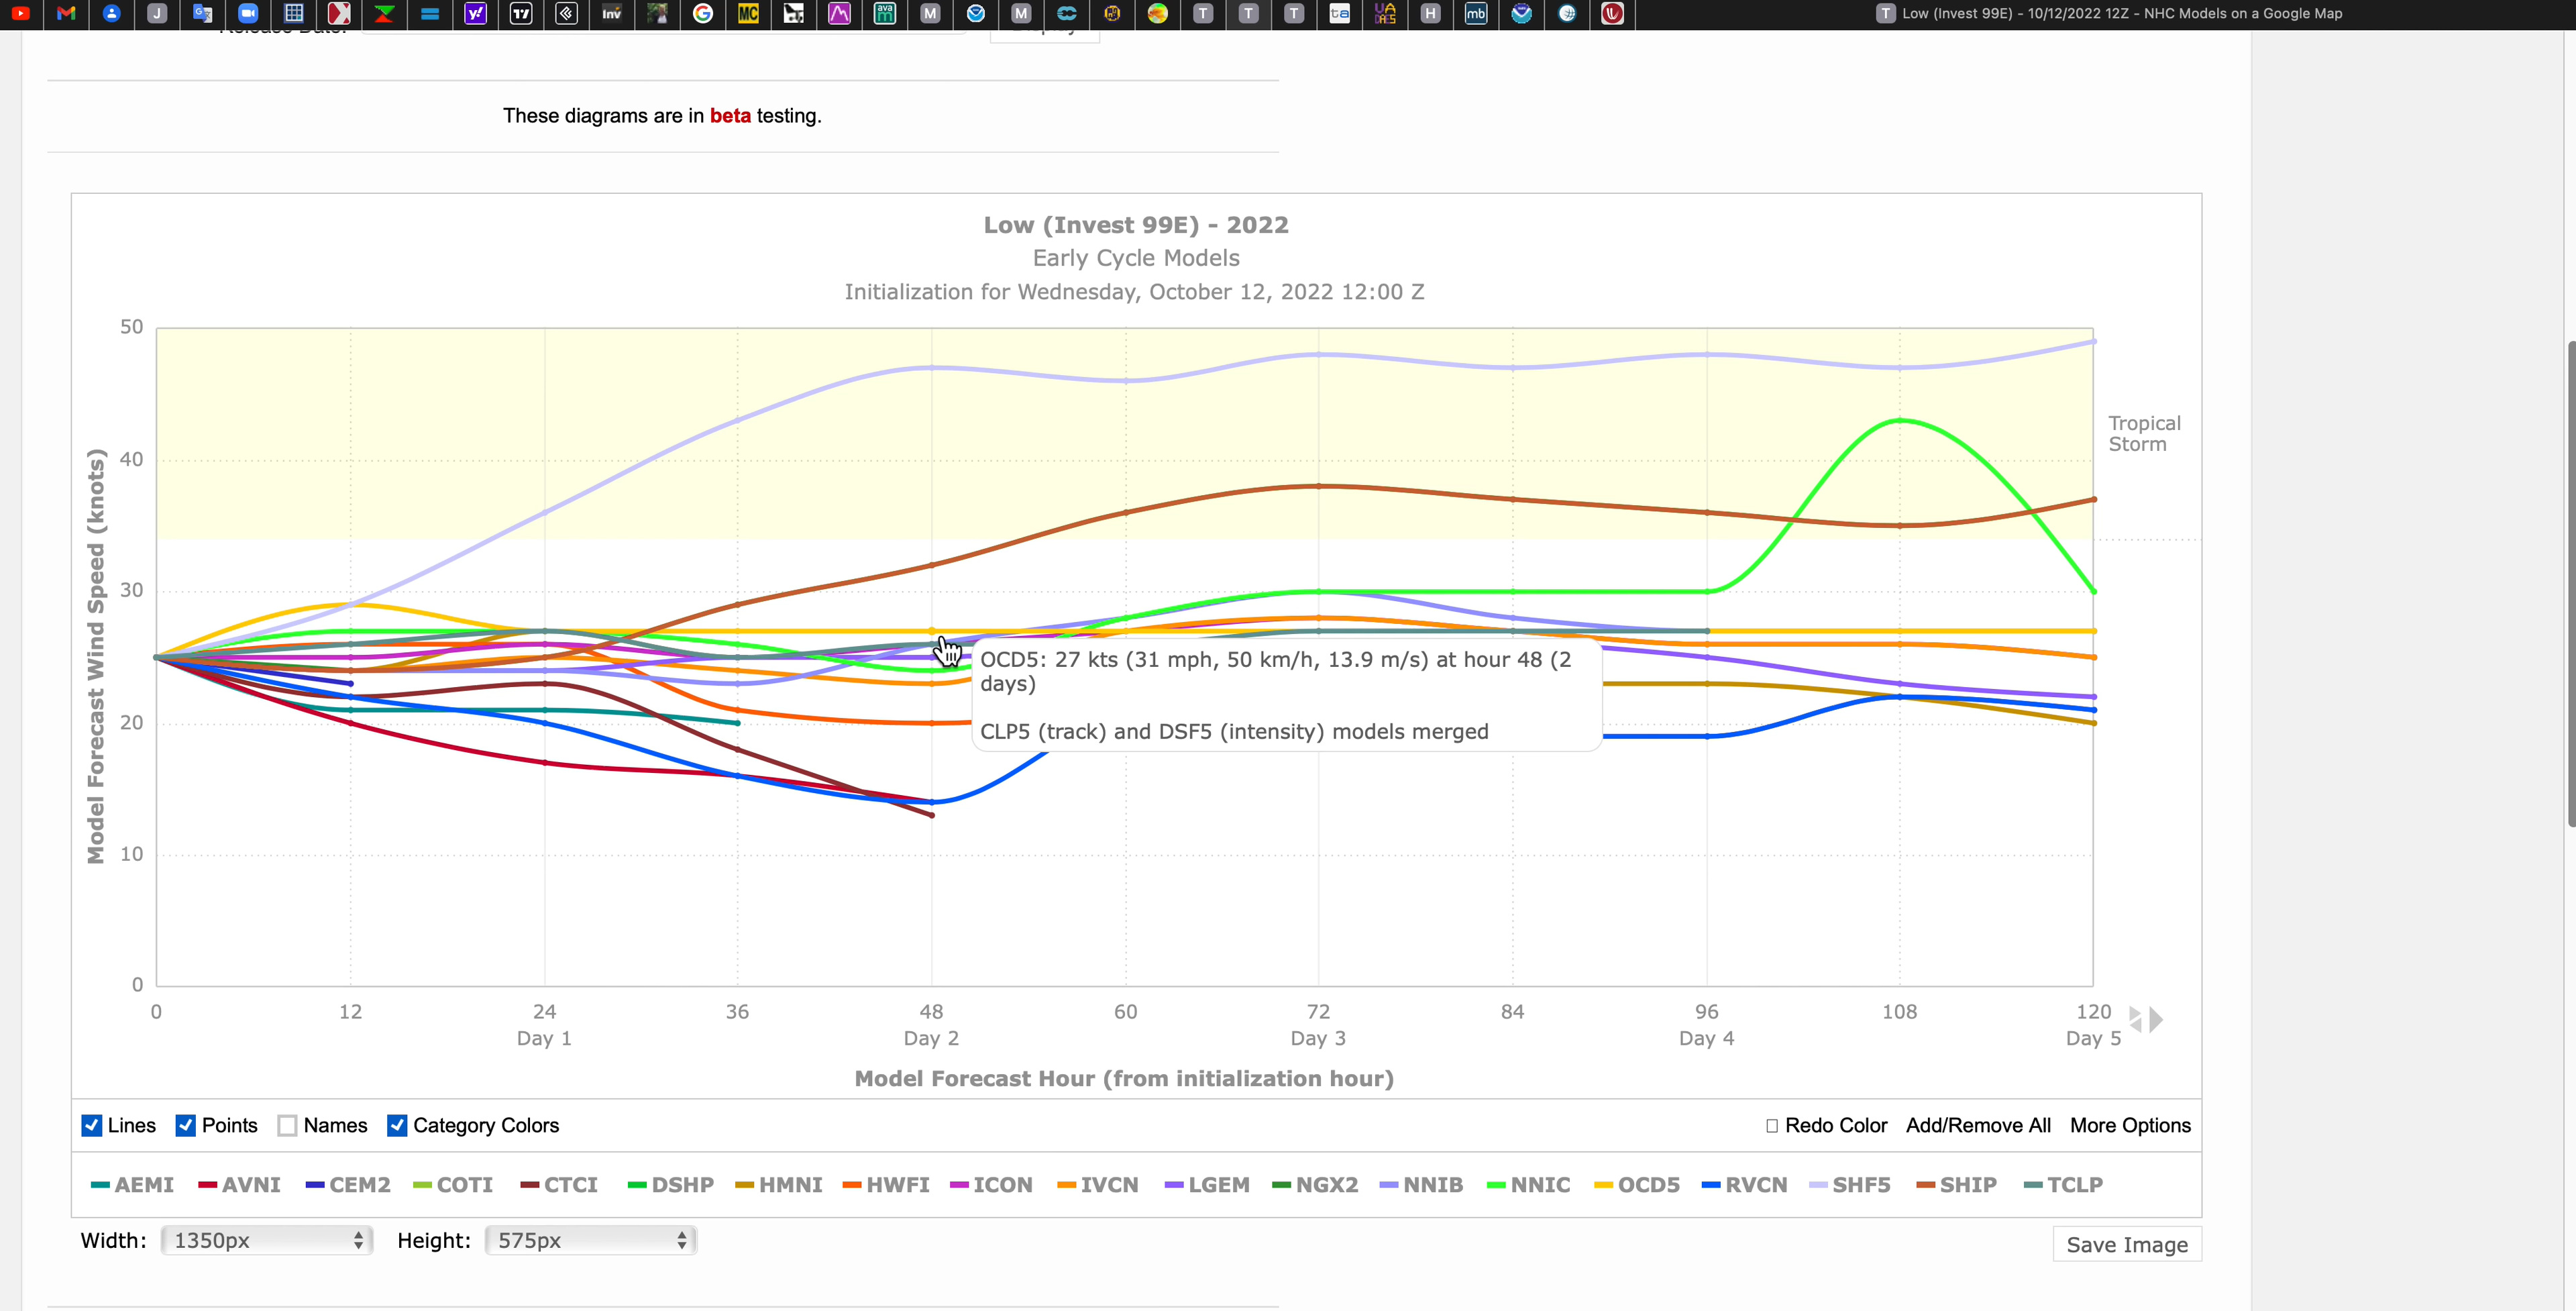 Low (Invest 99E) - 10/12/2022 12Z - NHC Models on a Google Map
These diagrams are in beta testing.
Low (Invest 99E) - 2022
Early Cycle Models
Initialization for Wednesday, October 12, 2022 12:00 Z
Model Forecast Wind Speed (knots)
50
40
30
20
10
0
Tropical
Storm
OCD5: 27 kts (31 mph, 50 km/h, 13.9 m/s) at hour 48 (2
days)
CLP5 (track) and DSF5 (intensity) models merged
0 12 24 36 48 60 72 84 96 108 120
Day 1 Day 2 Day 3 Day 4 Day 5
Model Forecast Hour (from initialization hour)
Lines Points Names Category Colors Redo Color Add/Remove All More Options
AEMI AVNI CEM2 COTI CTCI DSHP HMNI HWFI ICON IVCN LGEM NGX2 NNIB NNIC OCD5 RVCN SHF5 SHIP TCLP
Width: 1350px Height: 575px
Save Image